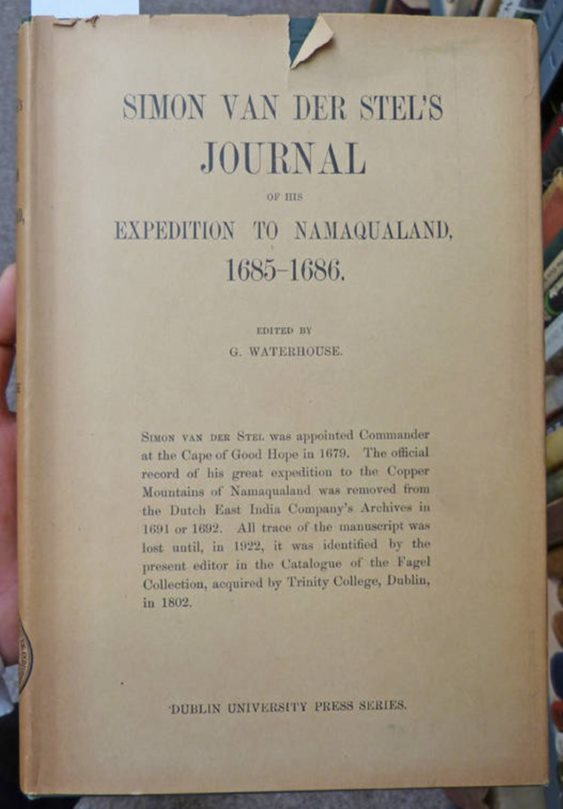 SIMON VAN DER STEL'S
JOURNAL
OF HIS
EXPEDITION TO NAMAQUALAND,
1685–1686.
EDITED BY
G. WATERHOUSE.
SIMON VAN DER STEL was appointed Commander
at the Cape of Good Hope in 1679. The official
record of his great expedition to the Copper
Mountains of Namaqualand was removed from
the Dutch East India Company's Archives in
1691 or 1692. All trace of the manuscript was
lost until, in 1922, it was identified by the
present editor in the Catalogue of the Fagel
Collection, acquired by Trinity College, Dublin,
in 1802.
DUBLIN UNIVERSITY PRESS SERIES.